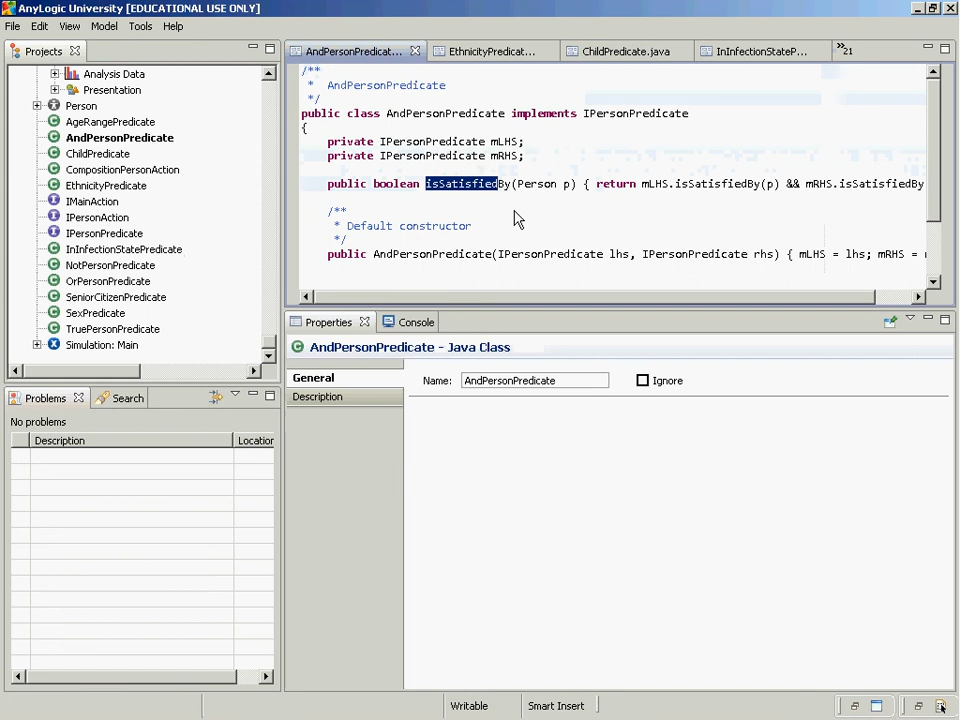 AnyLogic University [EDUCATIONAL USE ONLY]
File Edit View Model Tools Help
Projects
Analysis Data
Presentation
Person
AgeRangePredicate
AndPersonPredicate
ChildPredicate
CompositionPersonAction
EthnicityPredicate
IMainAction
IPersonAction
IPersonPredicate
InInfectionStatePredicate
NotPersonPredicate
OrPersonPredicate
SeniorCitizenPredicate
SexPredicate
TruePersonPredicate
Simulation: Main
Problems Search
No problems
Description Location
AndPersonPredicat... EthnicityPredicat... ChildPredicate.java InInfectionStateP... »21
/**
* AndPersonPredicate
*/
public class AndPersonPredicate implements IPersonPredicate
{
private IPersonPredicate mLHS;
private IPersonPredicate mRHS;
public boolean isSatisfiedBy(Person p) { return mLHS.isSatisfiedBy(p) && mRHS.isSatisfiedBy
/**
* Default constructor
*/
public AndPersonPredicate(IPersonPredicate lhs, IPersonPredicate rhs) { mLHS = lhs; mRHS =
Properties Console
AndPersonPredicate - Java Class
General
Description
Name: AndPersonPredicate Ignore
Writable Smart Insert